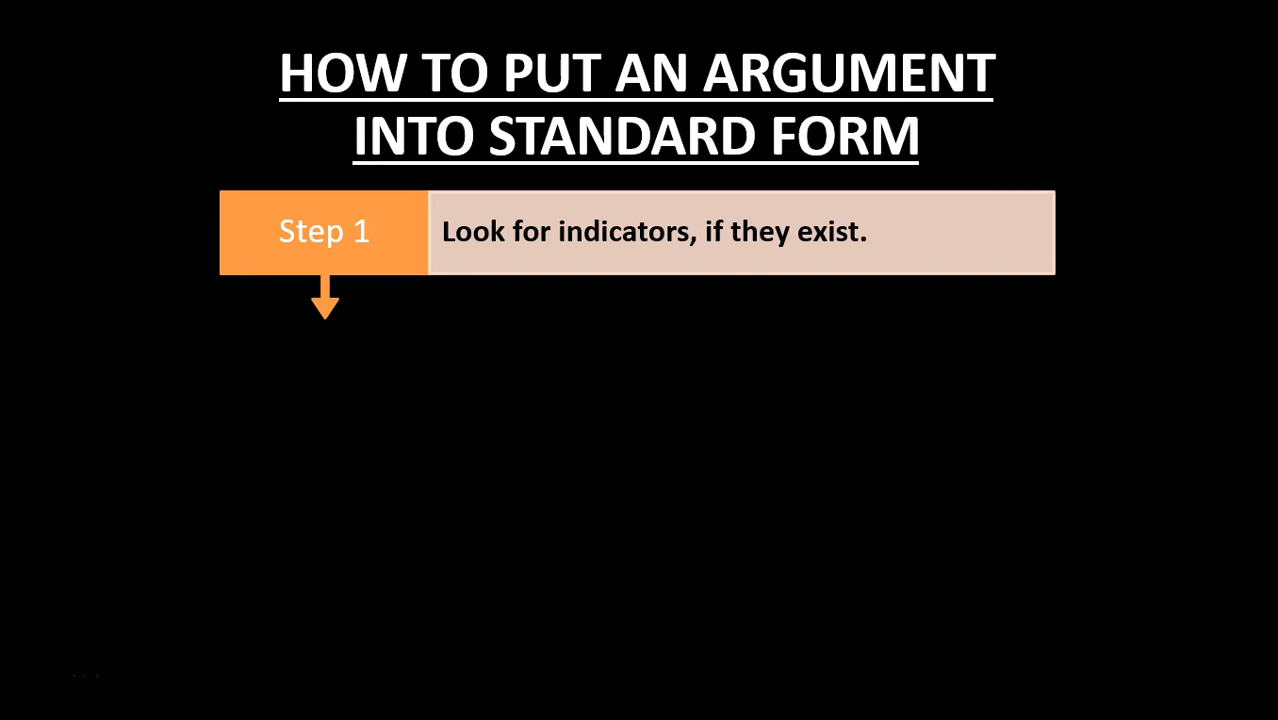 HOW TO PUT AN ARGUMENT
INTO STANDARD FORM
Step 1
Look for indicators, if they exist.